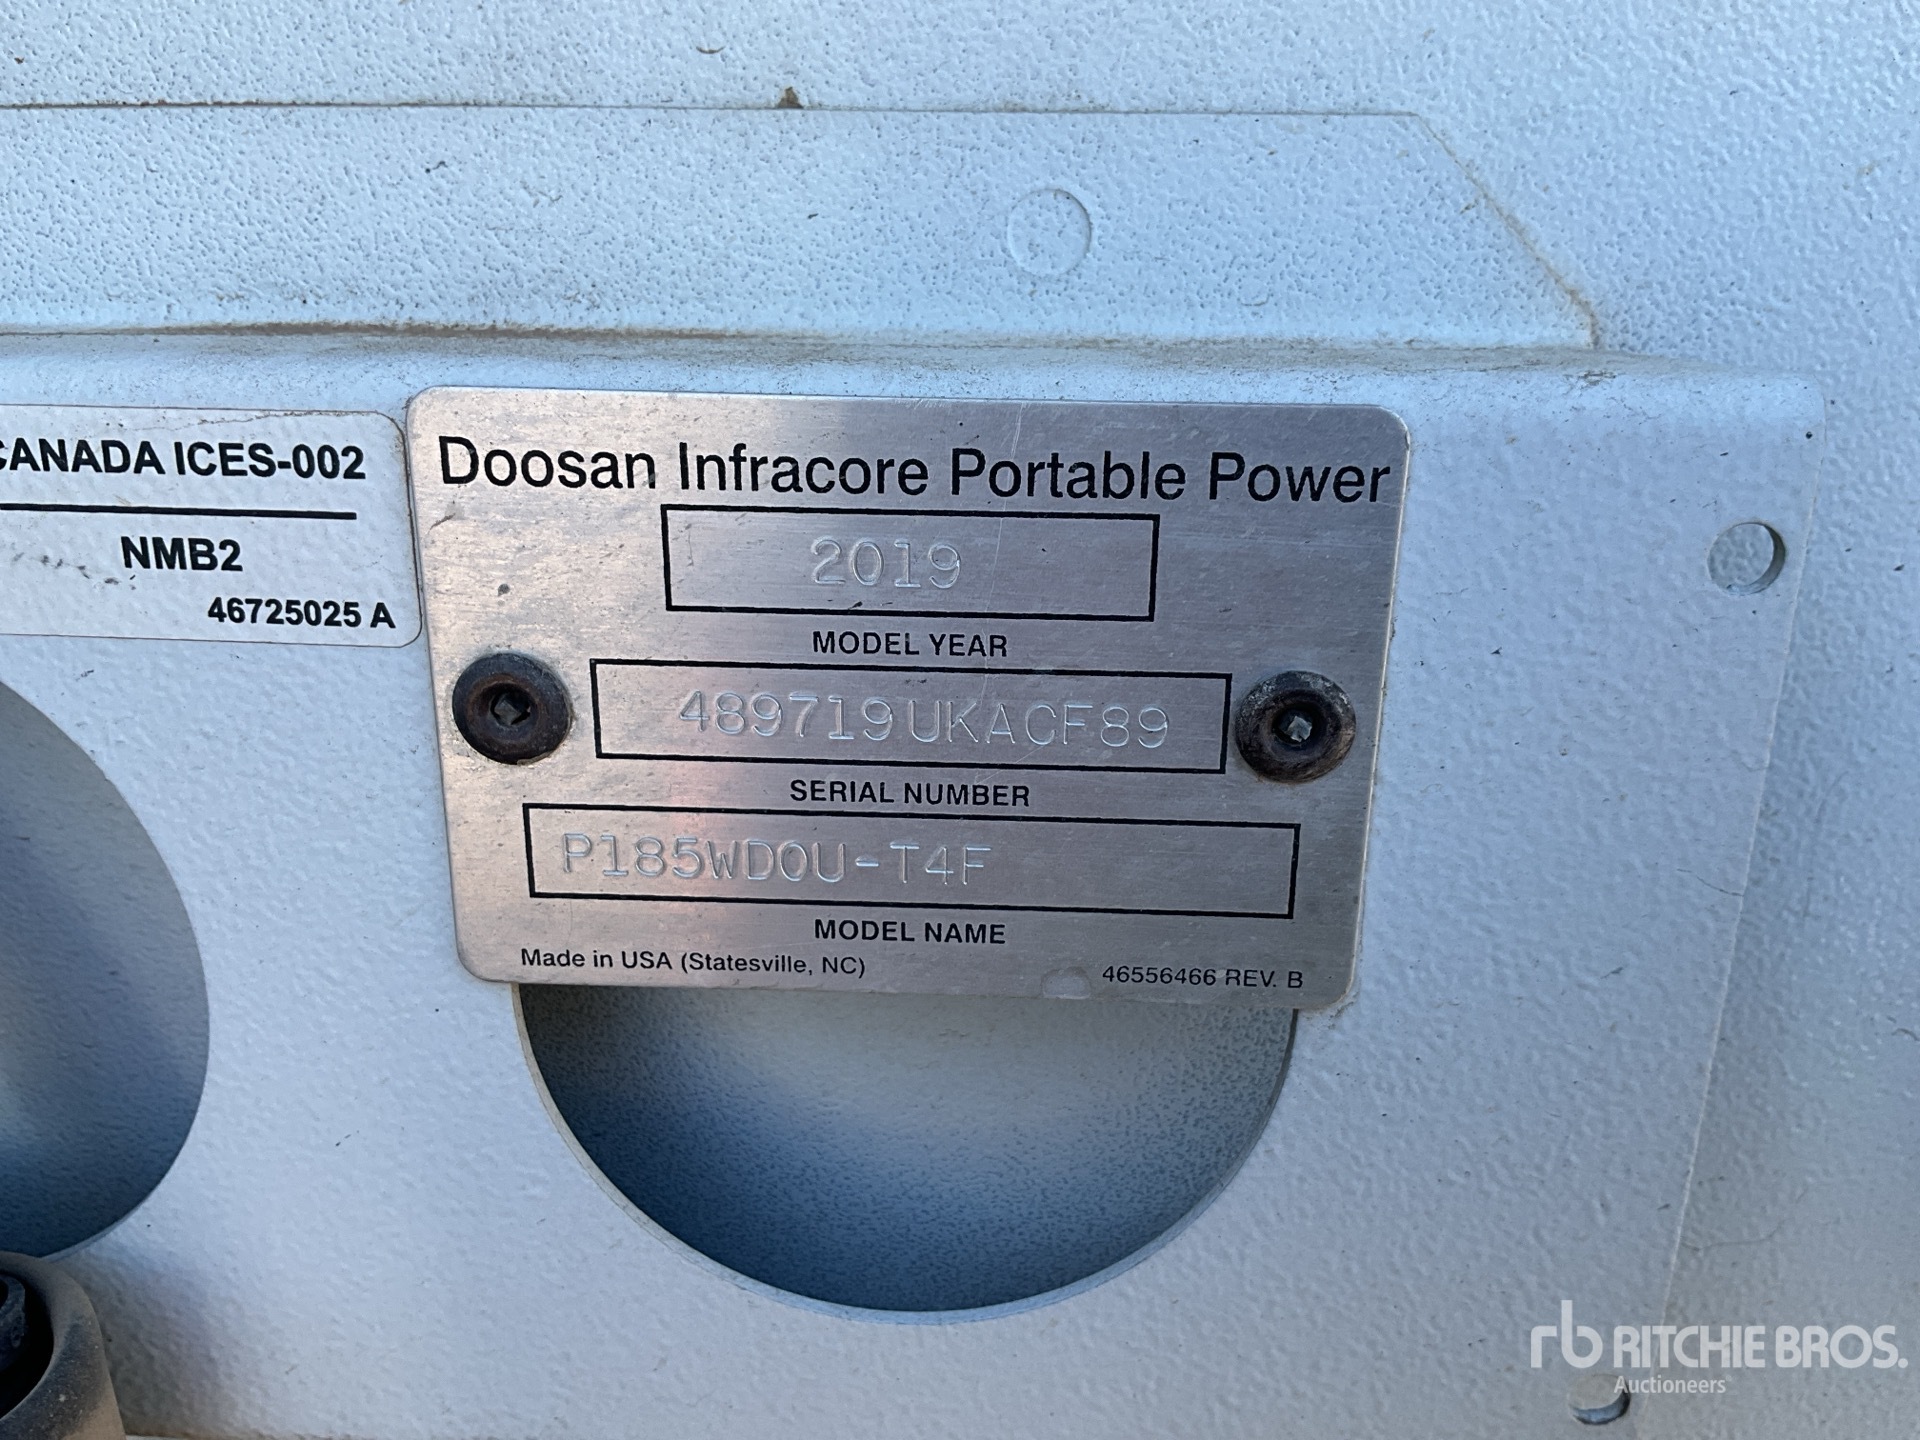 CANADA ICES-002
NMB2
46725025 A
Doosan Infracore Portable Power
2019
MODEL YEAR
489719UKACF89
SERIAL NUMBER
P185WDOU-T4F
MODEL NAME
Made in USA (Statesville, NC)
46556466 REV. B
rb RITCHIE BROS.
Auctioneers